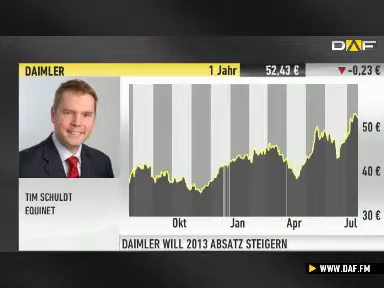 DAF
DAIMLER 1 Jahr 52,43 € ▼-0,23 €
50 €
40 €
30 €
Okt Jan Apr Jul
TIM SCHULDT
EQUINET
DAIMLER WILL 2013 ABSATZ STEIGERN
WWW.DAF.FM